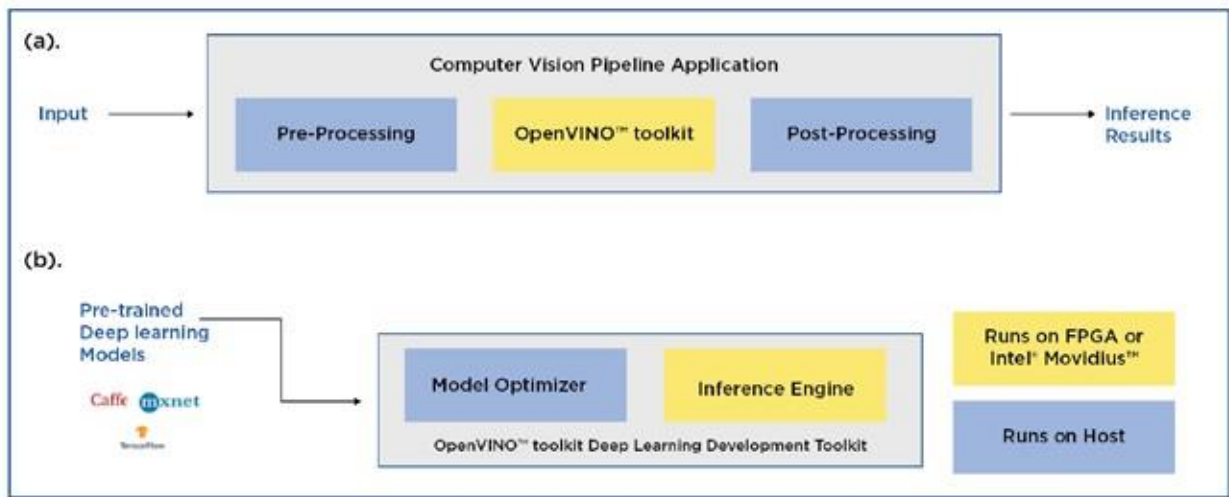 (a).
Computer Vision Pipeline Application
Input
Pre-Processing
OpenVINO™ toolkit
Post-Processing
Inference
Results
(b).
Pre-trained
Deep learning
Models
Caffe
mxnet
TensorFlow
Model Optimizer
Inference Engine
OpenVINO™ toolkit Deep Learning Development Toolkit
Runs on FPGA or
Intel® Movidius™
Runs on Host